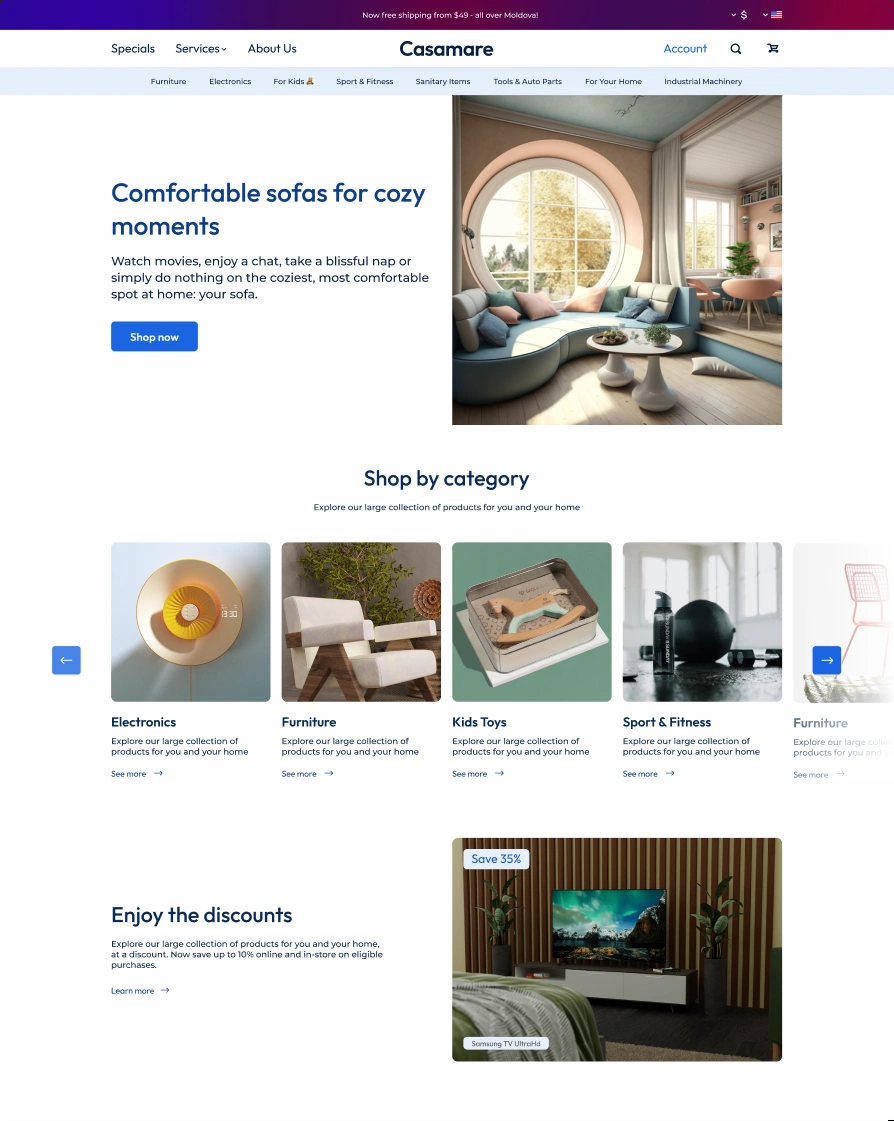 Now free shipping from $49 - all over Moldova!
$
Specials Services About Us
Casamare
Account
Furniture Electronics For Kids Sport & Fitness Sanitary Items Tools & Auto Parts For Your Home Industrial Machinery
Comfortable sofas for cozy
moments
Watch movies, enjoy a chat, take a blissful nap or
simply do nothing on the coziest, most comfortable
spot at home: your sofa.
Shop now
Shop by category
Explore our large collection of products for you and your home
Electronics
Explore our large collection of
products for you and your home
See more
Furniture
Explore our large collection of
products for you and your home
See more
Kids Toys
Explore our large collection of
products for you and your home
See more
Sport & Fitness
Explore our large collection of
products for you and your home
See more
Furniture
Explore our large
products for you and
See more
Enjoy the discounts
Explore our large collection of products for you and your home,
at a discount. Now save up to 10% online and in-store on eligible
purchases.
Learn more
Save 35%
Samsung TV UltraHd